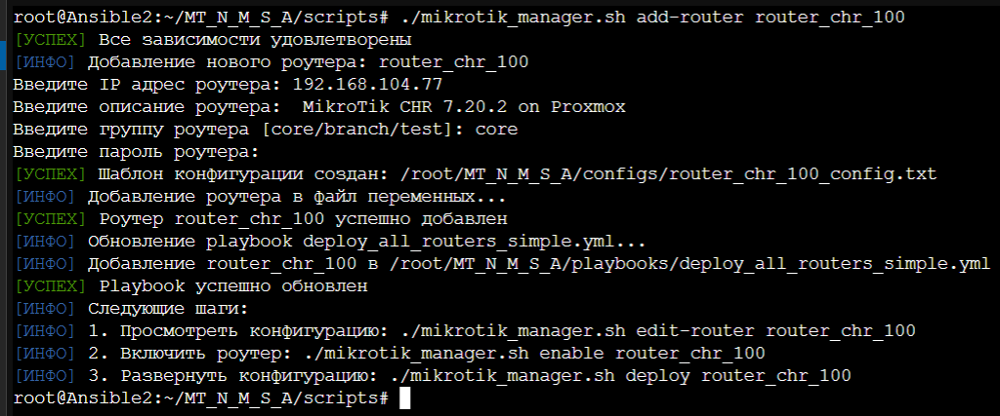 root@Ansible2:~/MT_N_M_S_A/scripts# ./mikrotik_manager.sh add-router router_chr_100
[УСПЕХ] Все зависимости удовлетворены
[ИНФО] Добавление нового роутера: router_chr_100
Введите IP адрес роутера: 192.168.104.77
Введите описание роутера:  MikroTik CHR 7.20.2 on Proxmox
Введите группу роутера [core/branch/test]: core
Введите пароль роутера:
[УСПЕХ] Шаблон конфигурации создан: /root/MT_N_M_S_A/configs/router_chr_100_config.txt
[ИНФО] Добавление роутера в файл переменных...
[УСПЕХ] Роутер router_chr_100 успешно добавлен
[ИНФО] Обновление playbook deploy_all_routers_simple.yml...
[ИНФО] Добавление router_chr_100 в /root/MT_N_M_S_A/playbooks/deploy_all_routers_simple.yml
[УСПЕХ] Playbook успешно обновлен
[ИНФО] Следующие шаги:
[ИНФО] 1. Просмотреть конфигурацию: ./mikrotik_manager.sh edit-router router_chr_100
[ИНФО] 2. Включить роутер: ./mikrotik_manager.sh enable router_chr_100
[ИНФО] 3. Развернуть конфигурацию: ./mikrotik_manager.sh deploy router_chr_100
root@Ansible2:~/MT_N_M_S_A/scripts#